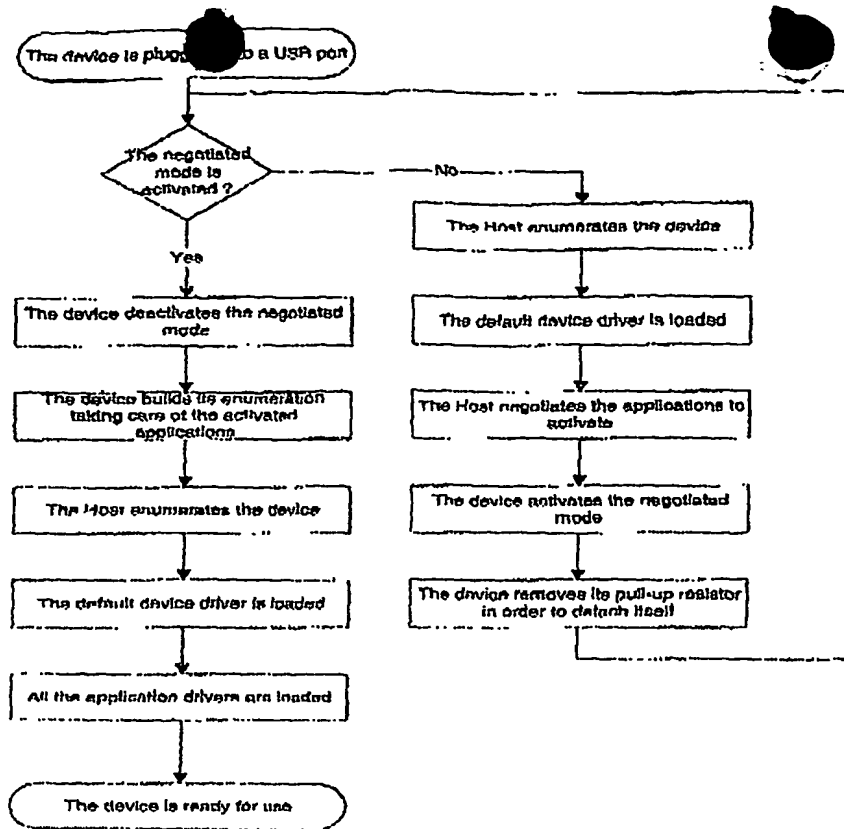 The device is plugg to a USB port
The negotiated
mode is
activated ?
No
Yes
The Host enumerates the device
The device deactivates the negotiated
mode
The default device driver is loaded
The device builds its enumeration
taking care of the activated
applications
The Host negotiates the applications to
activate
The Host enumerates the device
The device activates the negotiated
mode
The default device driver is loaded
The device removes its pull-up resistor
in order to detach itself
All the application drivers are loaded
The device is ready for use